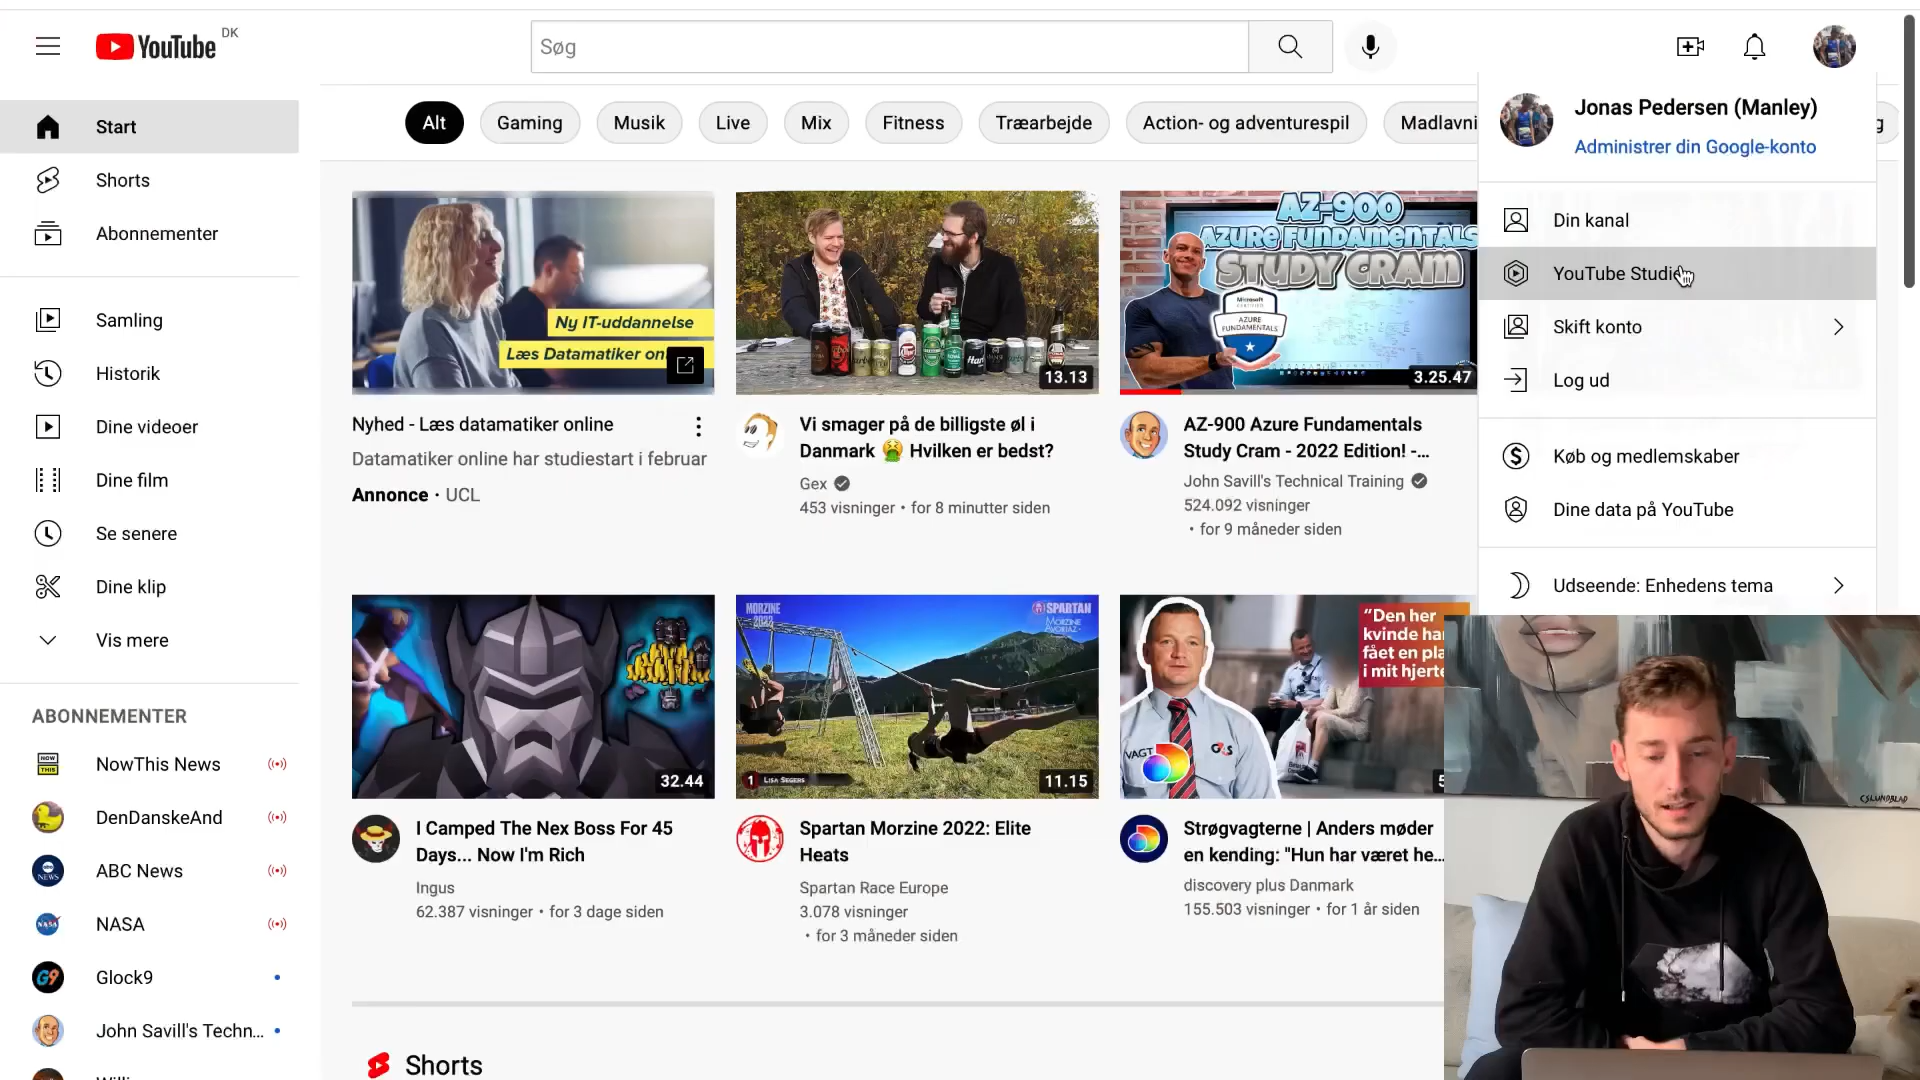 YouTube DK
Søg
Start
Shorts
Abonnementer
Samling
Historik
Dine videoer
Dine film
Se senere
Dine klip
Vis mere
ABONNEMENTER
NowThis News
DenDanskeAnd
ABC News
NASA
Glock9
John Savill's Techn...
Alt
Gaming
Musik
Live
Mix
Fitness
Træarbejde
Action- og adventurespil
Madlavni
g
Ny IT-uddannelse
Læs Datamatiker on
Nyhed - Læs datamatiker online
Datamatiker online har studiestart i februar
Annonce • UCL
13.13
Vi smager på de billigste øl i
Danmark 🤮 Hvilken er bedst?
Gex
453 visninger • for 8 minutter siden
AZ-900
AZURE FUNDAMENTALS
STUDY CRAM
Microsoft
AZURE
FUNDAMENTALS
3.25.47
AZ-900 Azure Fundamentals
Study Cram - 2022 Edition! -...
John Savill's Technical Training
524.092 visninger
• for 9 måneder siden
32.44
I Camped The Nex Boss For 45
Days... Now I'm Rich
Ingus
62.387 visninger • for 3 dage siden
MORZINE
2022
SPARTAN
MORZINE
AVORIAZ
1 LISA SEGERS
11.15
Spartan Morzine 2022: Elite
Heats
Spartan Race Europe
3.078 visninger
• for 3 måneder siden
"Den her
kvinde ha
fået en pla
i mit hjerte
VAGT
G4S
5
Strøgvagterne | Anders møder
en kending: "Hun har været he...
discovery plus Danmark
155.503 visninger • for 1 år siden
Shorts
Jonas Pedersen (Manley)
Administrer din Google-konto
Din kanal
YouTube Studio
Skift konto
Log ud
Køb og medlemskaber
Dine data på YouTube
Udseende: Enhedens tema
CSLUNDBLAD